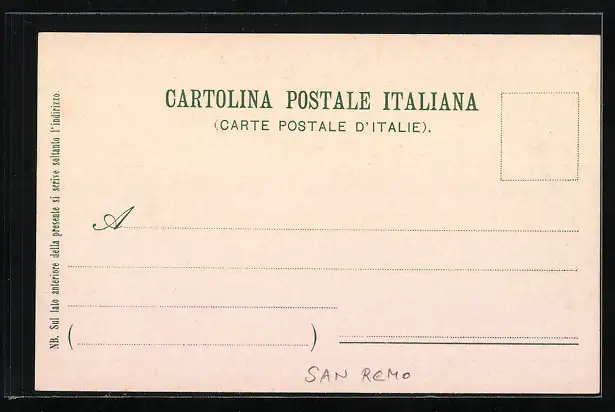 CARTOLINA POSTALE ITALIANA
(CARTE POSTALE D'ITALIE).
A
( )
SAN REMO
NB. Sul lato anteriore della presente si scrive soltanto l'indirizzo.